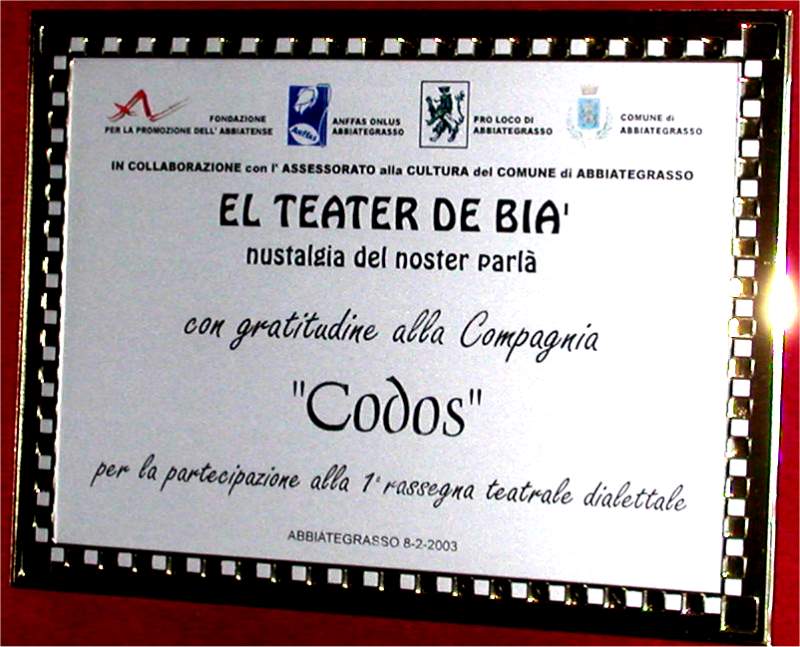 FONDAZIONE
PER LA PROMOZIONE DELL' ABBIATENSE
Anffas
ANFFAS ONLUS
ABBIATEGRASSO
PRO LOCO DI
ABBIATEGRASSO
COMUNE di
ABBIATEGRASSO
IN COLLABORAZIONE con l' ASSESSORATO alla CULTURA del COMUNE di ABBIATEGRASSO
EL TEATER DE BIA'
nustalgia del noster parlà
con gratitudine alla Compagnia
"Codos"
per la partecipazione alla 1ª rassegna teatrale dialettale
ABBIATEGRASSO 8-2-2003